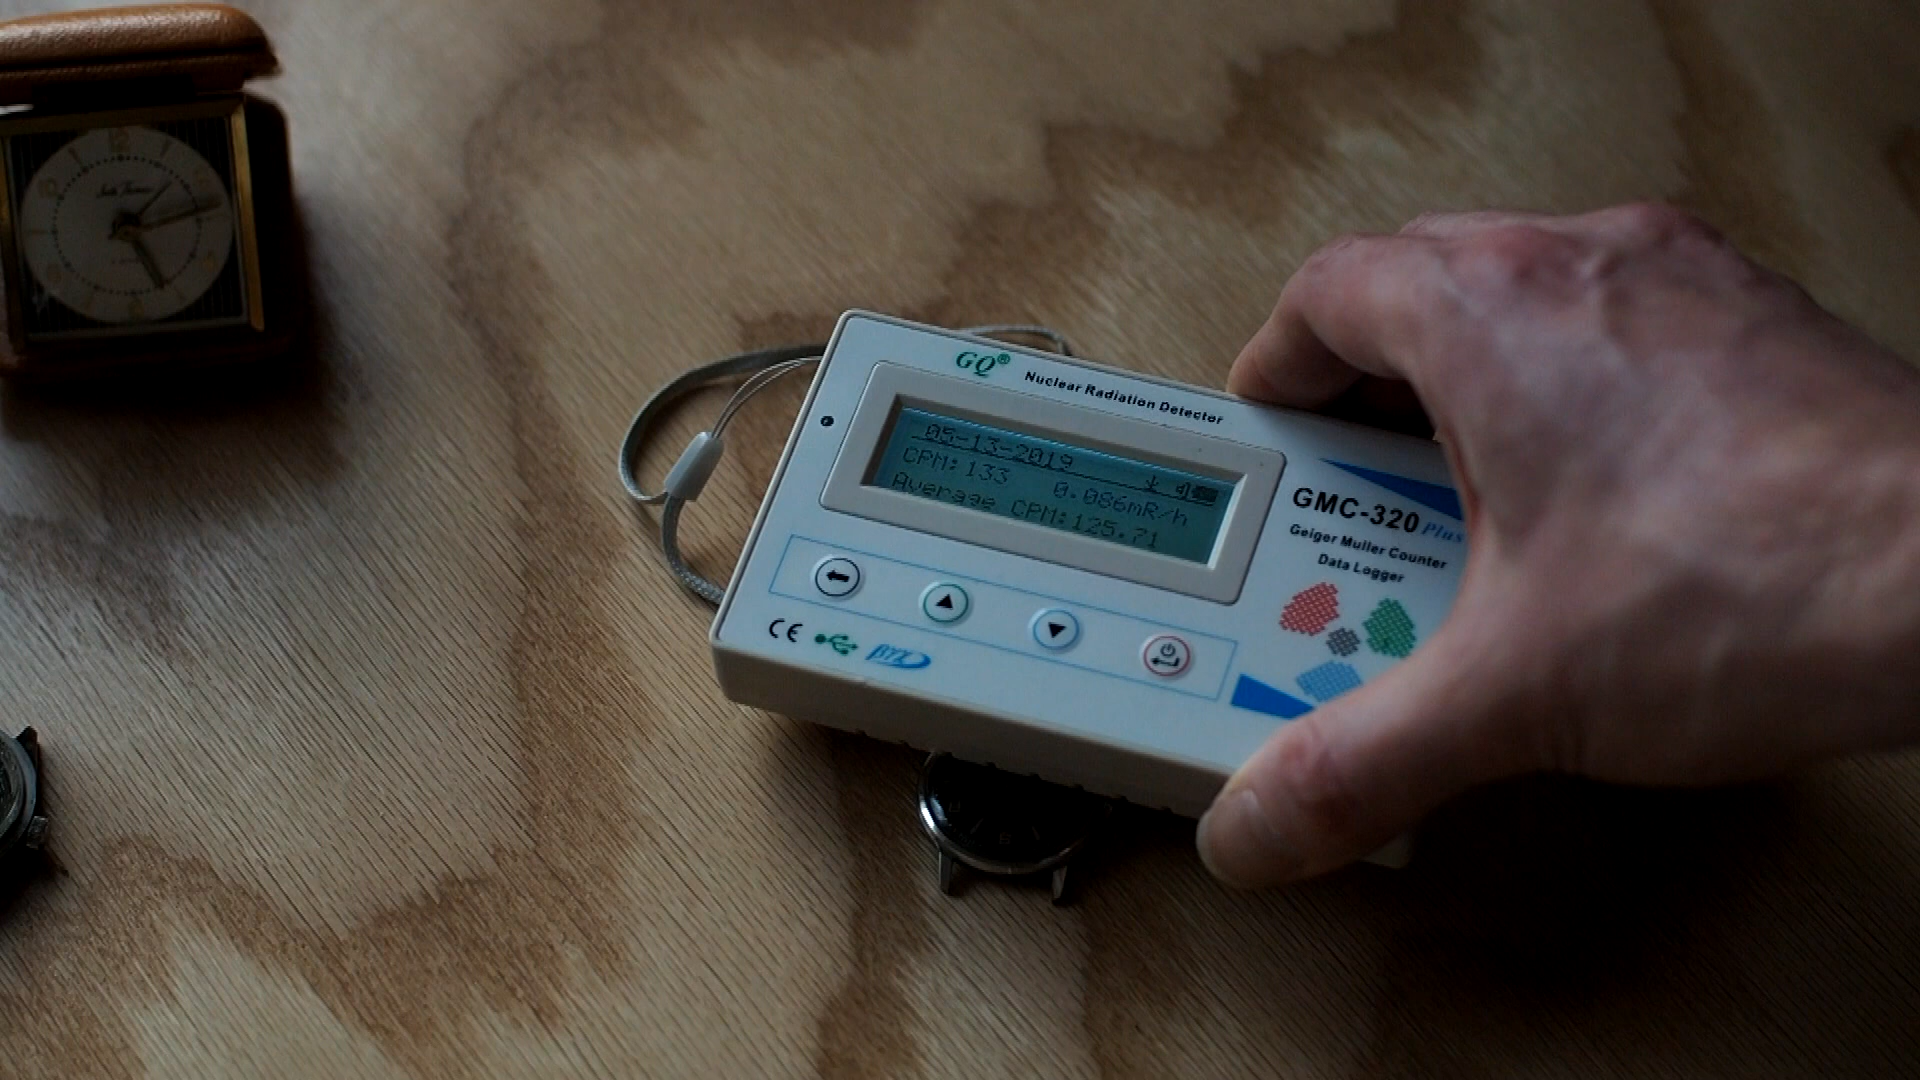 GQ® Nuclear Radiation Detector
05-13-2019
CPM:133 0.086mR/h
Average CPM:125.71
GMC-320 Plus
Geiger Muller Counter
Data Logger
CE
12